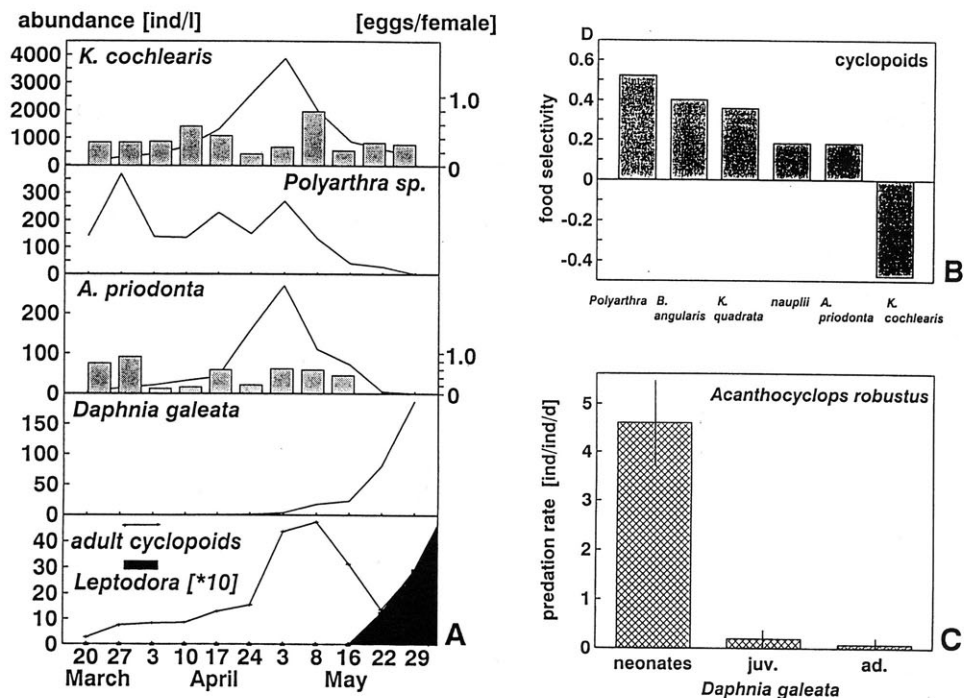 abundance [ind/l] [eggs/female]
K. cochlearis
4000
3000
2000
1000
0
1.0
0
Polyarthra sp.
300
200
100
0
A. priodonta
200
100
0
1.0
0
Daphnia galeata
150
100
50
0
adult cyclopoids
Leptodora [*10]
40
30
20
10
0
A
20 27 3 10 17 24 3 8 16 22 29
March April May
D
cyclopoids
food selectivity
0.6
0.4
0.2
0
-0.2
-0.4
B
Polyarthra B. angularis K. quadrata nauplii A. priodonta K. cochlearis
Acanthocyclops robustus
predation rate [ind/ind/d]
5
4
3
2
1
0
C
neonates juv. ad.
Daphnia galeata